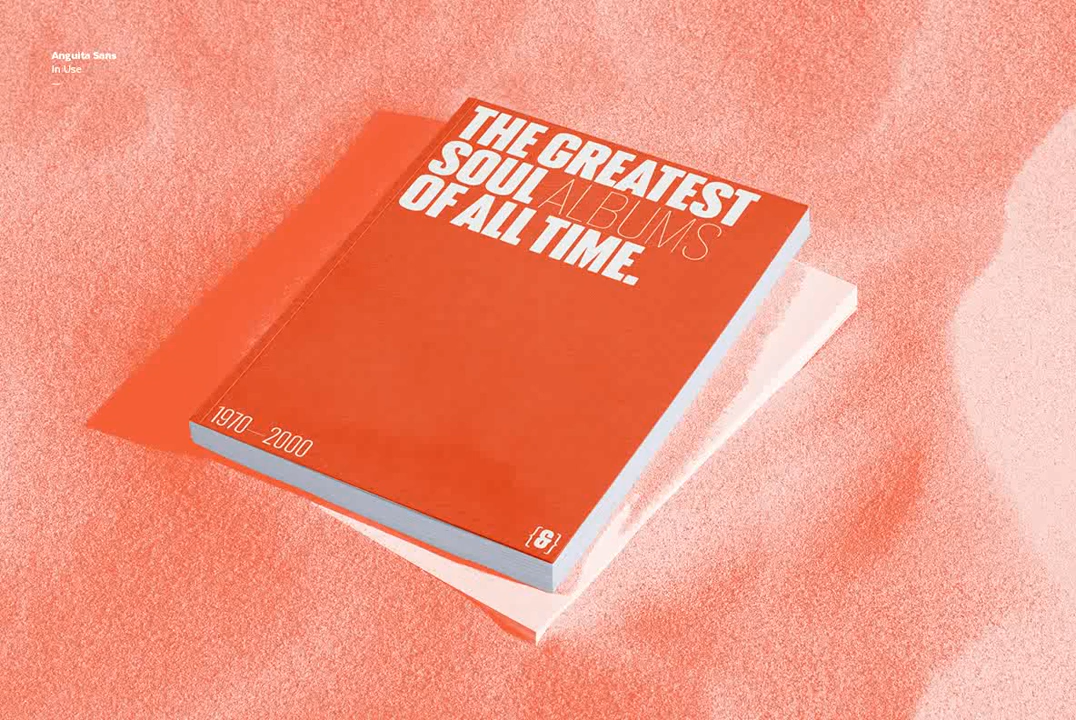 Anguita Sans
In Use
THE GREATEST
SOUL ALBUMS
OF ALL TIME.
1970—2000
{&}